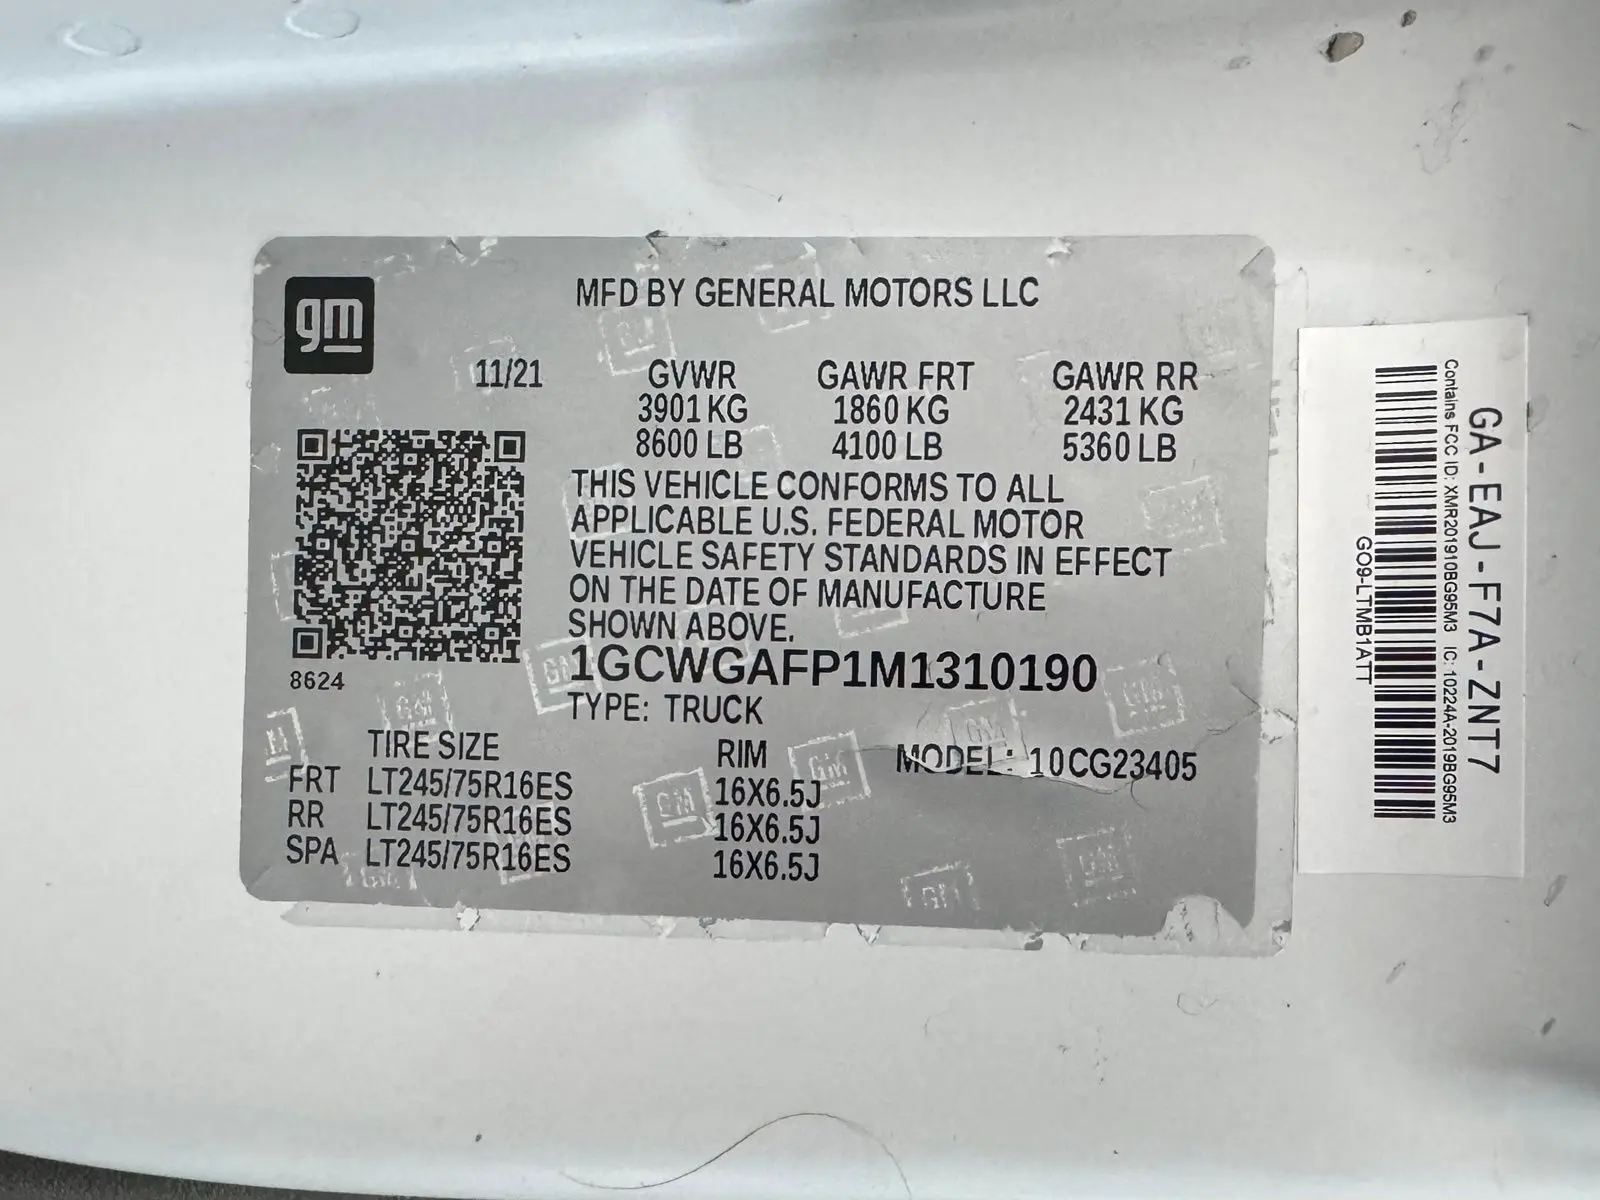 MFD BY GENERAL MOTORS LLC
gm
11/21 GVWR GAWR FRT GAWR RR
3901 KG 1860 KG 2431 KG
8600 LB 4100 LB 5360 LB
THIS VEHICLE CONFORMS TO ALL
APPLICABLE U.S. FEDERAL MOTOR
VEHICLE SAFETY STANDARDS IN EFFECT
ON THE DATE OF MANUFACTURE
SHOWN ABOVE.
1GCWGAFP1M1310190
8624
TYPE: TRUCK
TIRE SIZE RIM MODEL: 10CG23405
FRT LT245/75R16ES 16X6.5J
RR LT245/75R16ES 16X6.5J
SPA LT245/75R16ES 16X6.5J
GA-EAJ-F7A-ZNT7
Contains FCC ID: XMR201910BG95M3 IC: 10224A-2019BG95M3
GO9-LTMB1ATT